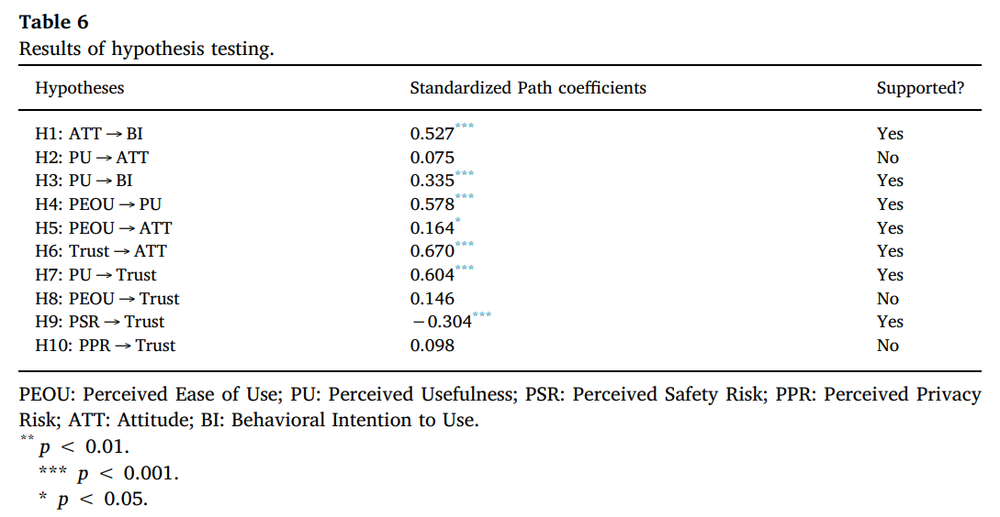 Table 6
Results of hypothesis testing.
Hypotheses Standardized Path coefficients Supported?
H1: ATT → BI 0.527*** Yes
H2: PU → ATT 0.075 No
H3: PU → BI 0.335*** Yes
H4: PEOU → PU 0.578*** Yes
H5: PEOU → ATT 0.164* Yes
H6: Trust → ATT 0.670*** Yes
H7: PU → Trust 0.604*** Yes
H8: PEOU → Trust 0.146 No
H9: PSR → Trust −0.304*** Yes
H10: PPR → Trust 0.098 No
PEOU: Perceived Ease of Use; PU: Perceived Usefulness; PSR: Perceived Safety Risk; PPR: Perceived Privacy
Risk; ATT: Attitude; BI: Behavioral Intention to Use.
** p < 0.01.
*** p < 0.001.
* p < 0.05.